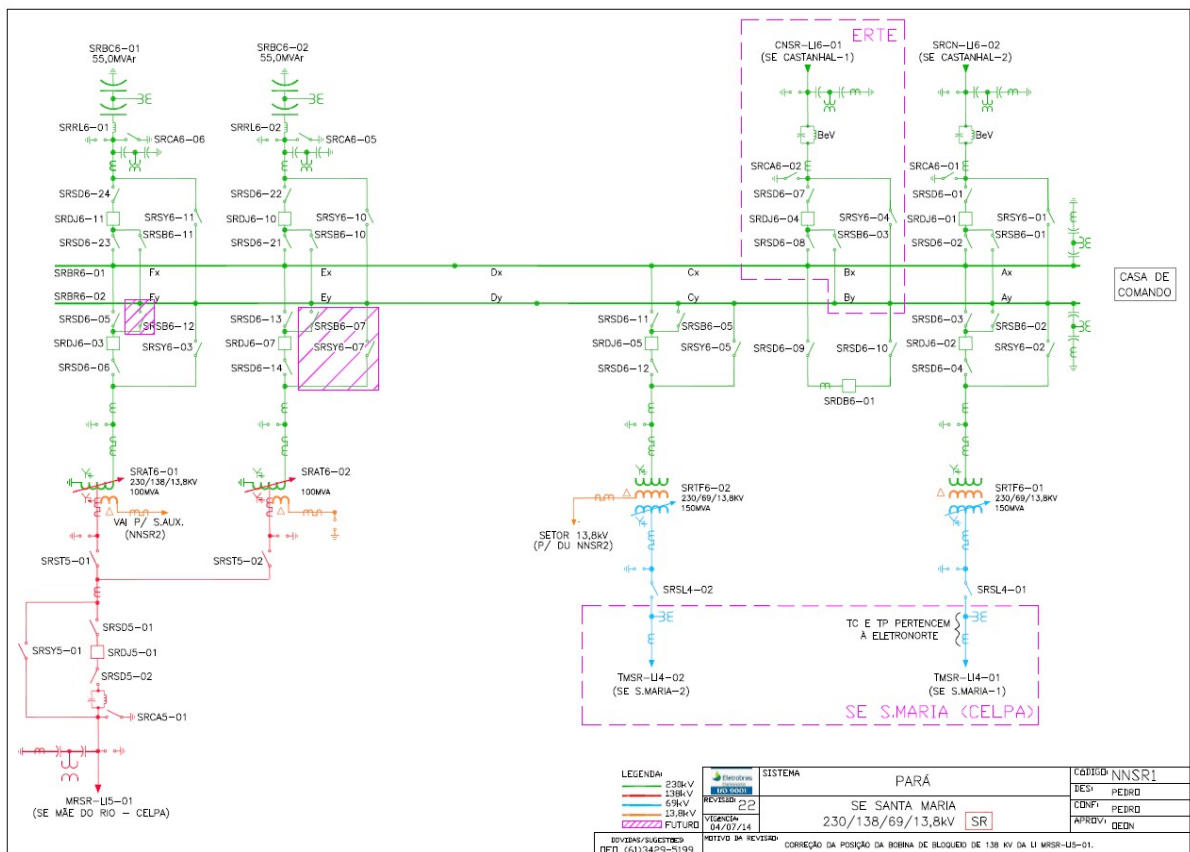 SRBC6-01
55,0MVAr
SRBC6-02
55,0MVAr
ERTE
CNSR-LI6-01
(SE CASTANHAL-1)
SRCN-LI6-02
(SE CASTANHAL-2)
SRRL6-01
SRCA6-06
SRRL6-02
SRCA6-05
BeV
BeV
SRCA6-02
SRCA6-01
SRSD6-24
SRSD6-22
SRSD6-07
SRSD6-01
SRDJ6-11
SRSY6-11
SRDJ6-10
SRSY6-10
SRDJ6-04
SRSY6-04
SRDJ6-01
SRSY6-01
SRSB6-11
SRSB6-10
SRSB6-03
SRSB6-01
SRSD6-23
SRSD6-21
SRSD6-08
SRSD6-02
SRBR6-01
Fx
Ex
Dx
Cx
Bx
Ax
CASA DE
COMANDO
SRBR6-02
Fy
Ey
Dy
Cy
By
Ay
SRSD6-05
SRSB6-12
SRSD6-13
SRSB6-07
SRSD6-11
SRSB6-05
SRSD6-03
SRSB6-02
SRDJ6-03
SRSY6-03
SRDJ6-07
SRSY6-07
SRDJ6-05
SRSY6-05
SRSD6-09
SRSD6-10
SRDJ6-02
SRSY6-02
SRSD6-06
SRSD6-14
SRSD6-12
SRSD6-04
SRDB6-01
SRAT6-01
230/138/13,8KV
100MVA
SRAT6-02
100MVA
SRTF6-02
230/69/13,8KV
150MVA
SRTF6-01
230/69/13,8KV
150MVA
VAI P/ S.AUX.
(NNSR2)
SETOR 13,8kV
(P/ DU NNSR2)
SRST5-01
SRST5-02
SRSL4-02
SRSL4-01
SRSD5-01
SRSY5-01
SRDJ5-01
SRSD5-02
SRCA5-01
TC E TP PERTENCEM
À ELETRONORTE
TMSR-LI4-02
(SE S.MARIA-2)
TMSR-LI4-01
(SE S.MARIA-1)
SE S.MARIA (CELPA)
MRSR-LI5-01
(SE MÃE DO RIO - CELPA)
LEGENDA:
230kV
138kV
69kV
13,8kV
FUTURO
Eletrobras
ISO 9001
SISTEMA
PARÁ
CÓDIGO: NNSR1
DES: PEDRO
REVISÃO: 22
SE SANTA MARIA
CONF: PEDRO
VIGÊNCIA: 04/07/14
230/138/69/13,8kV SR
APROV: OEON
DÚVIDAS/SUGESTÕES
(61)3429-5199
MOTIVO DA REVISÃO: CORREÇÃO DA POSIÇÃO DA BOBINA DE BLOQUEIO DE 138 KV DA LI MRSR-LI5-01.